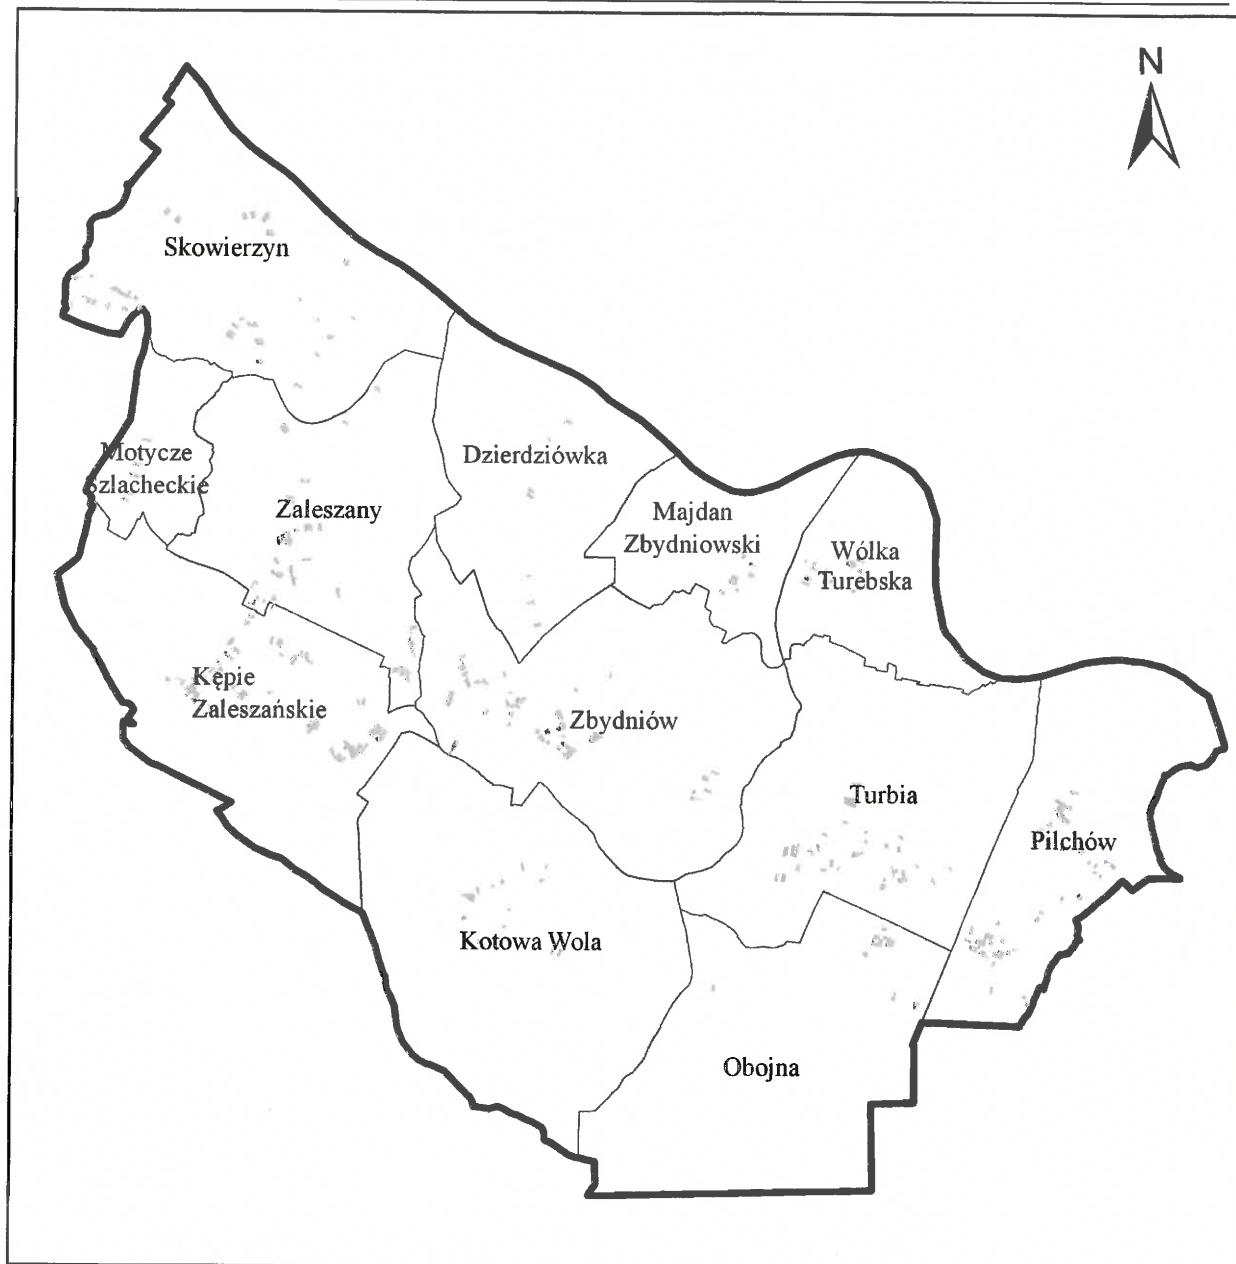 N
Skowierzyn
Motycze
Szlacheckie
Dzierdziówka
Zaleszany
Majdan
Zbydniowski
Wólka
Turebska
Kępie
Zaleszańskie
Zbydniów
Turbia
Pilchów
Kotowa Wola
Obojna